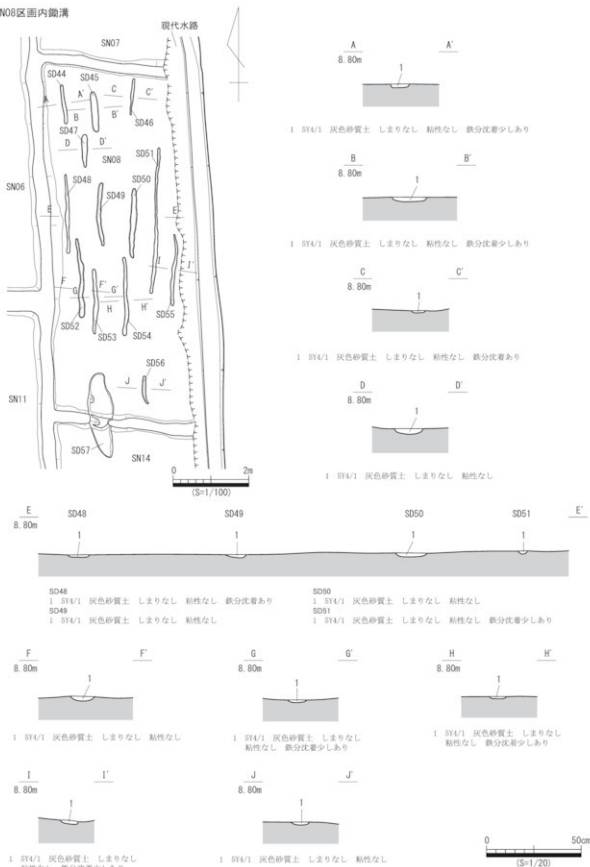 SN08区画内鋤溝
現代水路
SN07
SD44
SD45
A
A'
C
C'
B
B'
SD46
SD47
D
D'
SD51
SN08
SN06
SD48
SD49
SD50
E
E'
I
I'
F
F'
G
G'
H
H'
SD55
SD52
SD53
SD54
SD56
J
J'
SN11
SD57
SN14
0 2m
(S=1/100)
A A'
8.80m
1
1 5Y4/1 灰色砂質土 しまりなし 粘性なし 鉄分沈着少しあり
B B'
8.80m
1
1 5Y4/1 灰色砂質土 しまりなし 粘性なし 鉄分沈着少しあり
C C'
8.80m
1
1 5Y4/1 灰色砂質土 しまりなし 粘性なし 鉄分沈着あり
D D'
8.80m
1
1 5Y4/1 灰色砂質土 しまりなし 粘性なし
E SD48 SD49 SD50 SD51 E'
8.80m
1 1 1 1
SD48
1 5Y4/1 灰色砂質土 しまりなし 粘性なし 鉄分沈着あり
SD49
1 5Y4/1 灰色砂質土 しまりなし 粘性なし
SD50
1 5Y4/1 灰色砂質土 しまりなし 粘性なし
SD51
1 5Y4/1 灰色砂質土 しまりなし 粘性なし 鉄分沈着少しあり
F F'
8.80m
1
1 5Y4/1 灰色砂質土 しまりなし 粘性なし
G G'
8.80m
1
1 5Y4/1 灰色砂質土 しまりなし
粘性なし 鉄分沈着少しあり
H H'
8.80m
1
1 5Y4/1 灰色砂質土 しまりなし
粘性なし 鉄分沈着少しあり
I I'
8.80m
1
1 5Y4/1 灰色砂質土 しまりなし
J J'
8.80m
1
1 5Y4/1 灰色砂質土 しまりなし 粘性なし
0 50cm
(S=1/20)